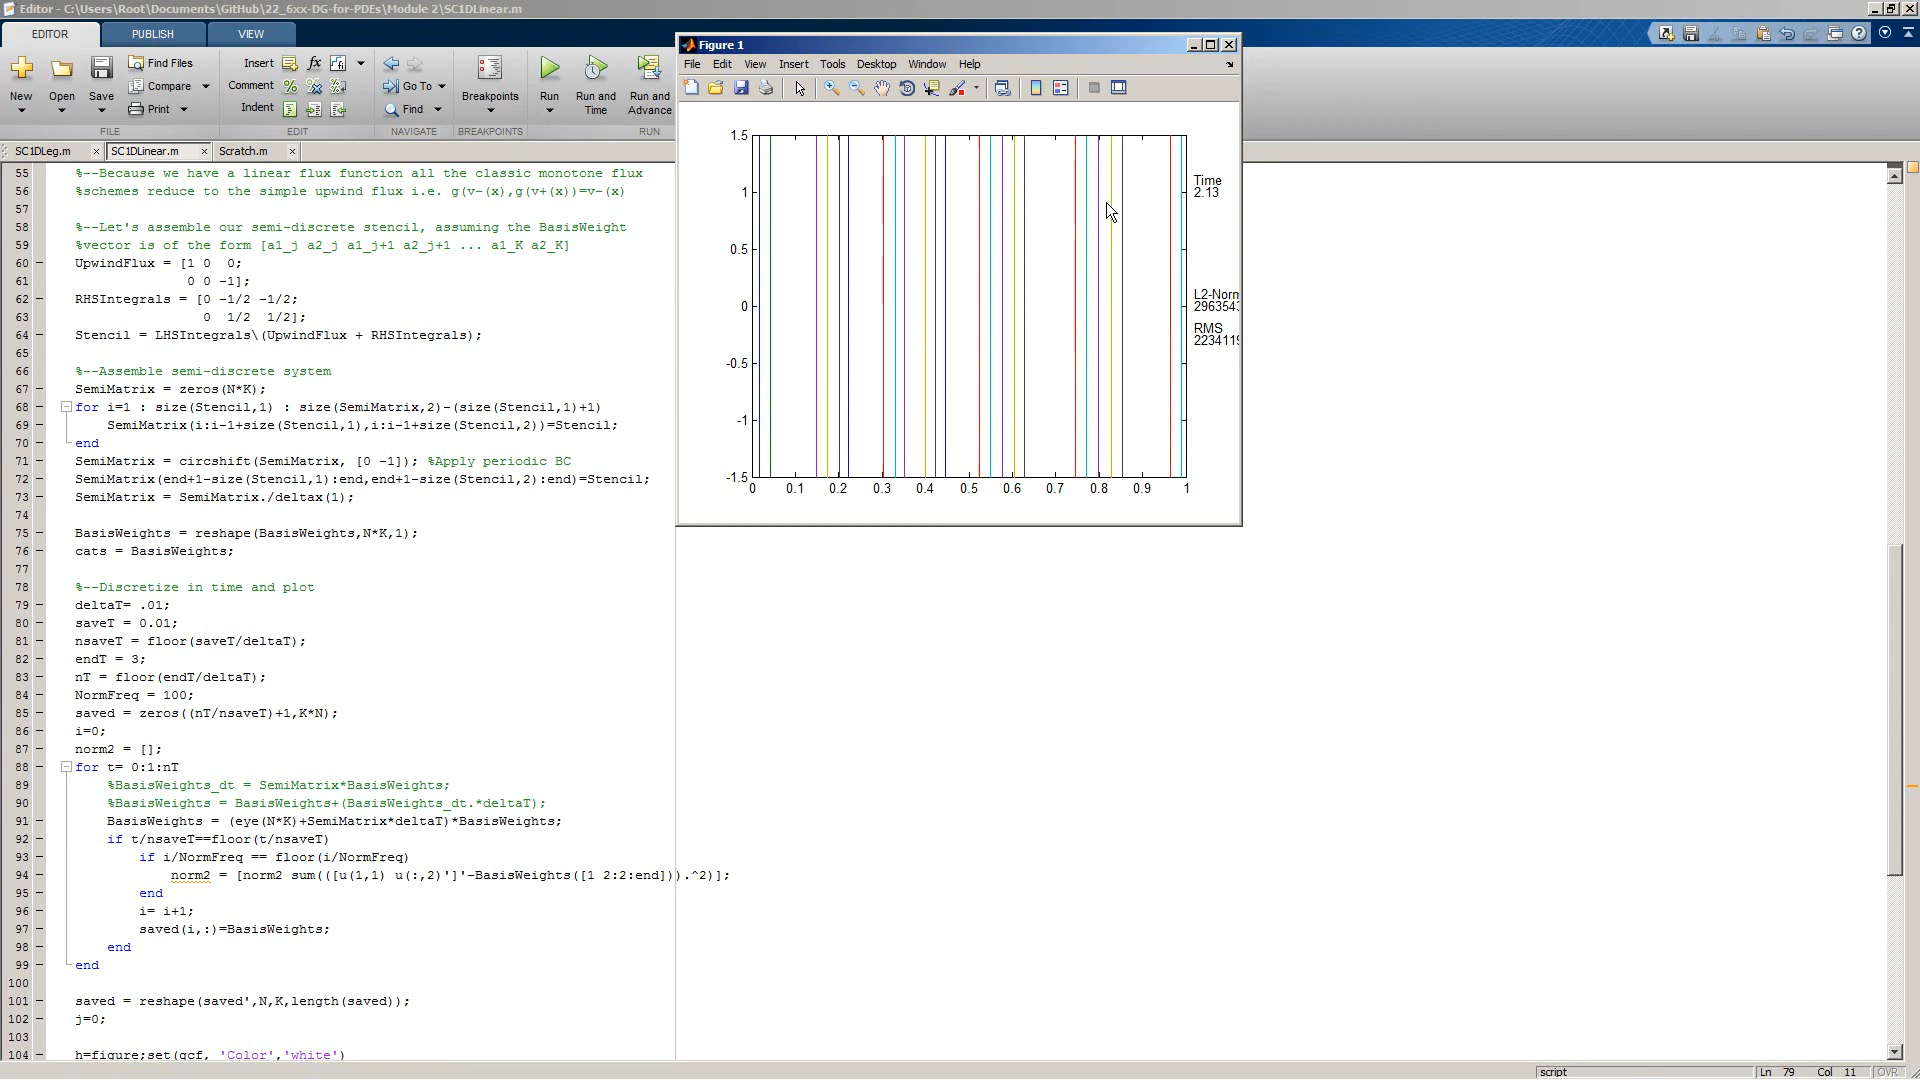 Editor - C:\Users\Root\Documents\GitHub\22_6xx-DG-for-PDEs\Module 2\SC1DLinear.m
EDITOR PUBLISH VIEW
New Open Save Find Files Compare Print
FILE
Insert fx
Comment
Indent
EDIT
Go To
Find
NAVIGATE
Breakpoints
BREAKPOINTS
Run Run and Time Run and Advance
RUN
SC1DLeg.m × SC1DLinear.m × Scratch.m ×
55 %--Because we have a linear flux function all the classic monotone flux
56 %schemes reduce to the simple upwind flux i.e. g(v-(x),g(v+(x))=v-(x)
57
58 %--Let's assemble our semi-discrete stencil, assuming the BasisWeight
59 %vector is of the form [a1_j a2_j a1_j+1 a2_j+1 ... a1_K a2_K]
60 UpwindFlux = [1 0 0;
61 0 0 -1];
62 RHSIntegrals = [0 -1/2 -1/2;
63 0 1/2 1/2];
64 Stencil = LHSIntegrals\(UpwindFlux + RHSIntegrals);
65
66 %--Assemble semi-discrete system
67 SemiMatrix = zeros(N*K);
68 for i=1 : size(Stencil,1) : size(SemiMatrix,2)-(size(Stencil,1)+1)
69 SemiMatrix(i:i-1+size(Stencil,1),i:i-1+size(Stencil,2))=Stencil;
70 end
71 SemiMatrix = circshift(SemiMatrix, [0 -1]); %Apply periodic BC
72 SemiMatrix(end+1-size(Stencil,1):end,end+1-size(Stencil,2):end)=Stencil;
73 SemiMatrix = SemiMatrix./deltax(1);
74
75 BasisWeights = reshape(BasisWeights,N*K,1);
76 cats = BasisWeights;
77
78 %--Discretize in time and plot
79 deltaT= .01;
80 saveT = 0.01;
81 nsaveT = floor(saveT/deltaT);
82 endT = 3;
83 nT = floor(endT/deltaT);
84 NormFreq = 100;
85 saved = zeros((nT/nsaveT)+1,K*N);
86 i=0;
87 norm2 = [];
88 for t= 0:1:nT
89 %BasisWeights_dt = SemiMatrix*BasisWeights;
90 %BasisWeights = BasisWeights+(BasisWeights_dt.*deltaT);
91 BasisWeights = (eye(N*K)+SemiMatrix*deltaT)*BasisWeights;
92 if t/nsaveT==floor(t/nsaveT)
93 if i/NormFreq == floor(i/NormFreq)
94 norm2 = [norm2 sum(([u(1,1) u(:,2)']'-BasisWeights([1 2:2:end])).^2)];
95 end
96 i= i+1;
97 saved(i,:)=BasisWeights;
98 end
99 end
100
101 saved = reshape(saved',N,K,length(saved));
102 j=0;
103
104 h=figure;set(gcf, 'Color','white')
Figure 1
File Edit View Insert Tools Desktop Window Help
1.5
1
0.5
0
-0.5
-1
-1.5
0 0.1 0.2 0.3 0.4 0.5 0.6 0.7 0.8 0.9 1
Time
2.13
L2-Norm
296354
RMS
223411
script Ln 79 Col 11 OVR